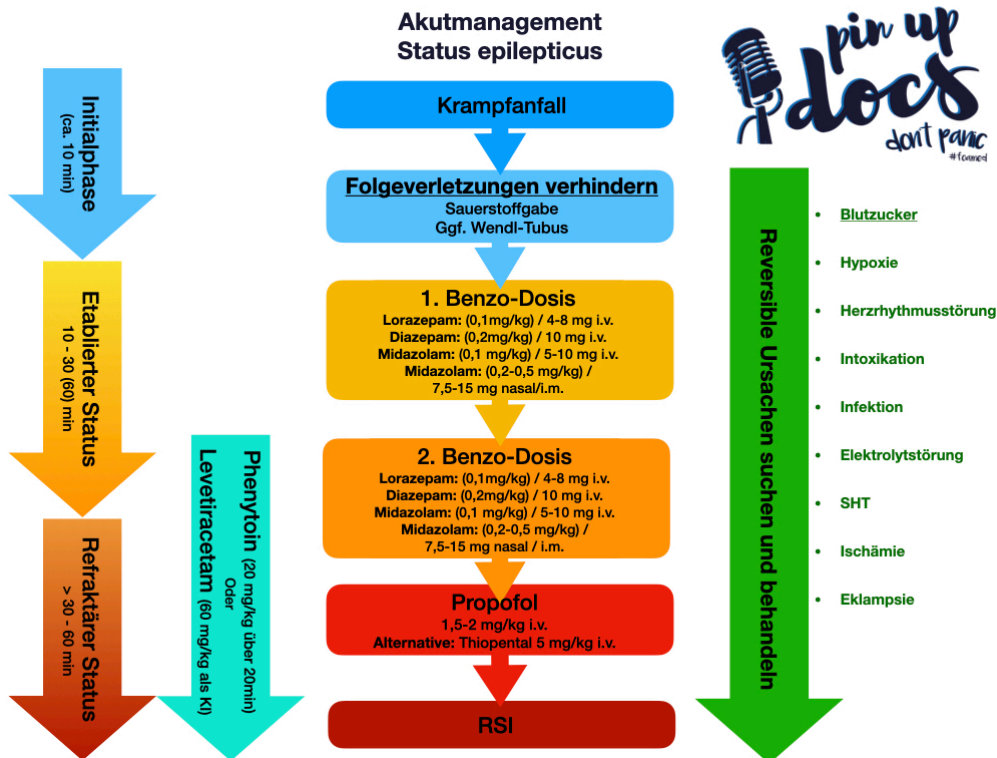 Akutmanagement
Status epilepticus
pin up
docs
don't panic
#foamed
Initialphase
(ca. 10 min)
Etablierter Status
10 - 30 (60) min
Refraktärer Status
> 30 - 60 min
Phenytoin (20 mg/kg über 20min)
Oder
Levetiracetam (60 mg/kg als KI)
Krampfanfall
Folgeverletzungen verhindern
Sauerstoffgabe
Ggf. Wendl-Tubus
1. Benzo-Dosis
Lorazepam: (0,1mg/kg) / 4-8 mg i.v.
Diazepam: (0,2mg/kg) / 10 mg i.v.
Midazolam: (0,1 mg/kg) / 5-10 mg i.v.
Midazolam: (0,2-0,5 mg/kg) /
7,5-15 mg nasal/i.m.
2. Benzo-Dosis
Lorazepam: (0,1mg/kg) / 4-8 mg i.v.
Diazepam: (0,2mg/kg) / 10 mg i.v.
Midazolam: (0,1 mg/kg) / 5-10 mg i.v.
Midazolam: (0,2-0,5 mg/kg) /
7,5-15 mg nasal / i.m.
Propofol
1,5-2 mg/kg i.v.
Alternative: Thiopental 5 mg/kg i.v.
RSI
Reversible Ursachen suchen und behandeln
• Blutzucker
• Hypoxie
• Herzrhythmusstörung
• Intoxikation
• Infektion
• Elektrolytstörung
• SHT
• Ischämie
• Eklampsie